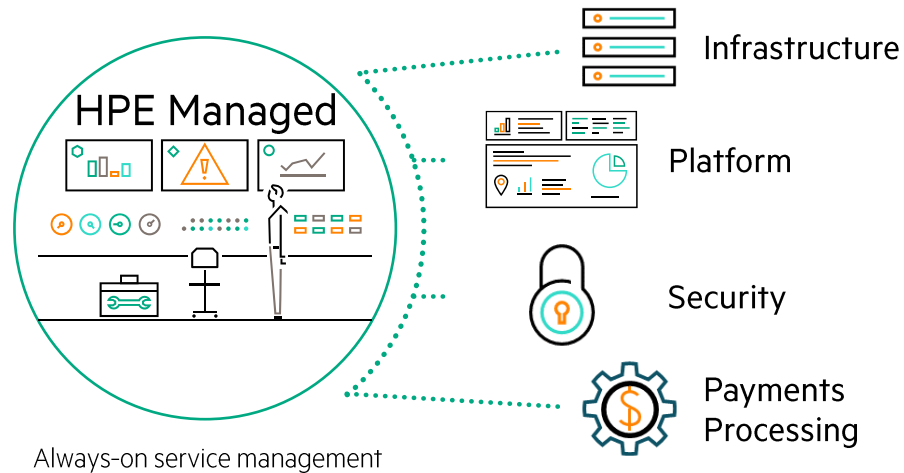 HPE Managed
Infrastructure
Platform
Security
Payments
Processing
Always-on service management